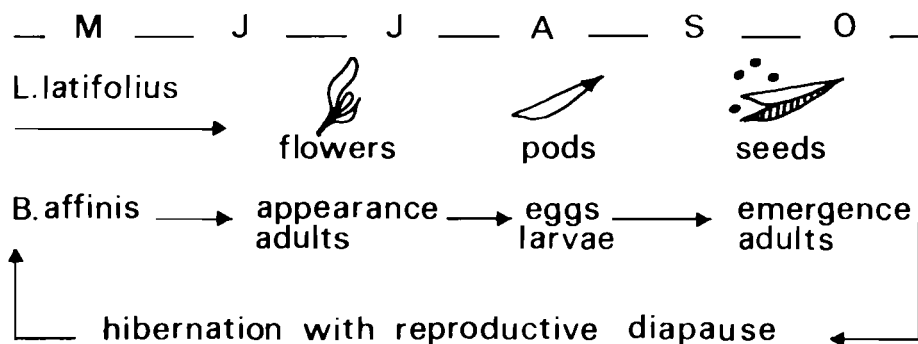 M J J A S O
L.latifolius
flowers pods seeds
B.affinis appearance eggs emergence
adults larvae adults
hibernation with reproductive diapause